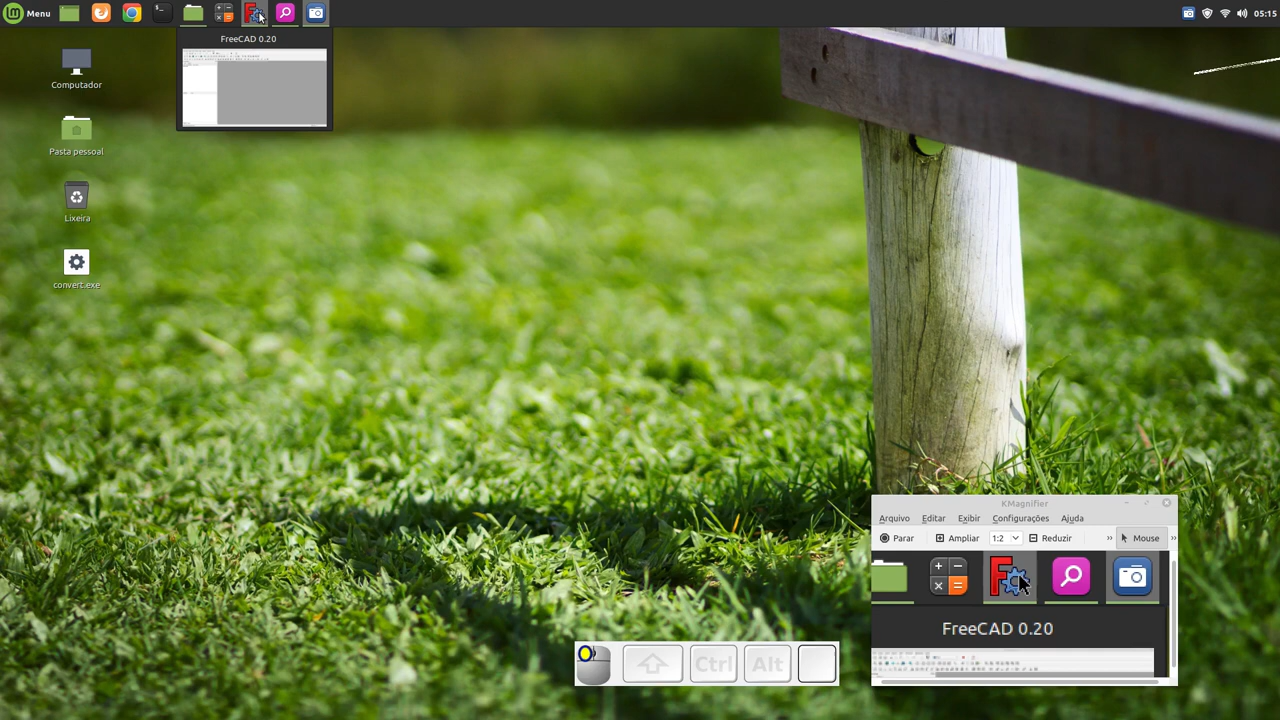 Menu
05:15
FreeCAD 0.20
Computador
Pasta pessoal
Lixeira
convert.exe
KMagnifier
Arquivo Editar Exibir Configurações Ajuda
Parar Ampliar 1:2 Reduzir Mouse
FreeCAD 0.20
Ctrl Alt